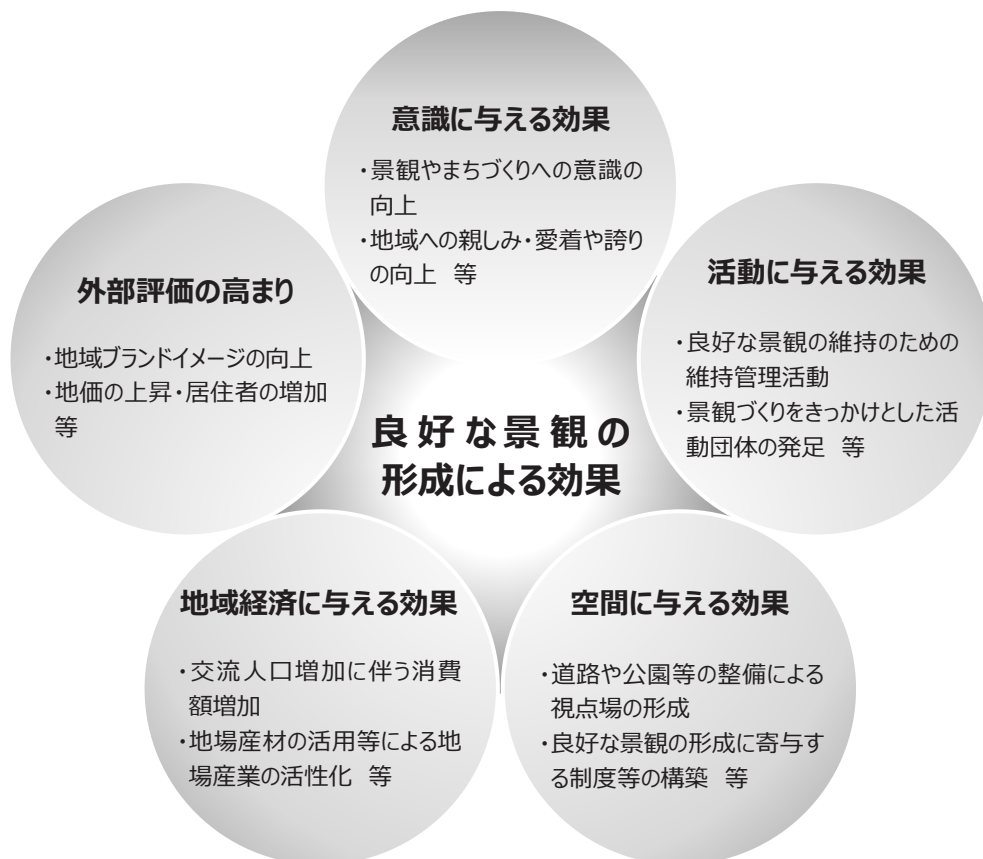 意識に与える効果
・景観やまちづくりへの意識の
向上
・地域への親しみ・愛着や誇り
の向上　等
外部評価の高まり
・地域ブランドイメージの向上
・地価の上昇・居住者の増加
等
活動に与える効果
・良好な景観の維持のための
維持管理活動
・景観づくりをきっかけとした活
動団体の発足　等
良好な景観の
形成による効果
地域経済に与える効果
・交流人口増加に伴う消費
額増加
・地場産材の活用等による地
場産業の活性化　等
空間に与える効果
・道路や公園等の整備による
視点場の形成
・良好な景観の形成に寄与す
る制度等の構築　等